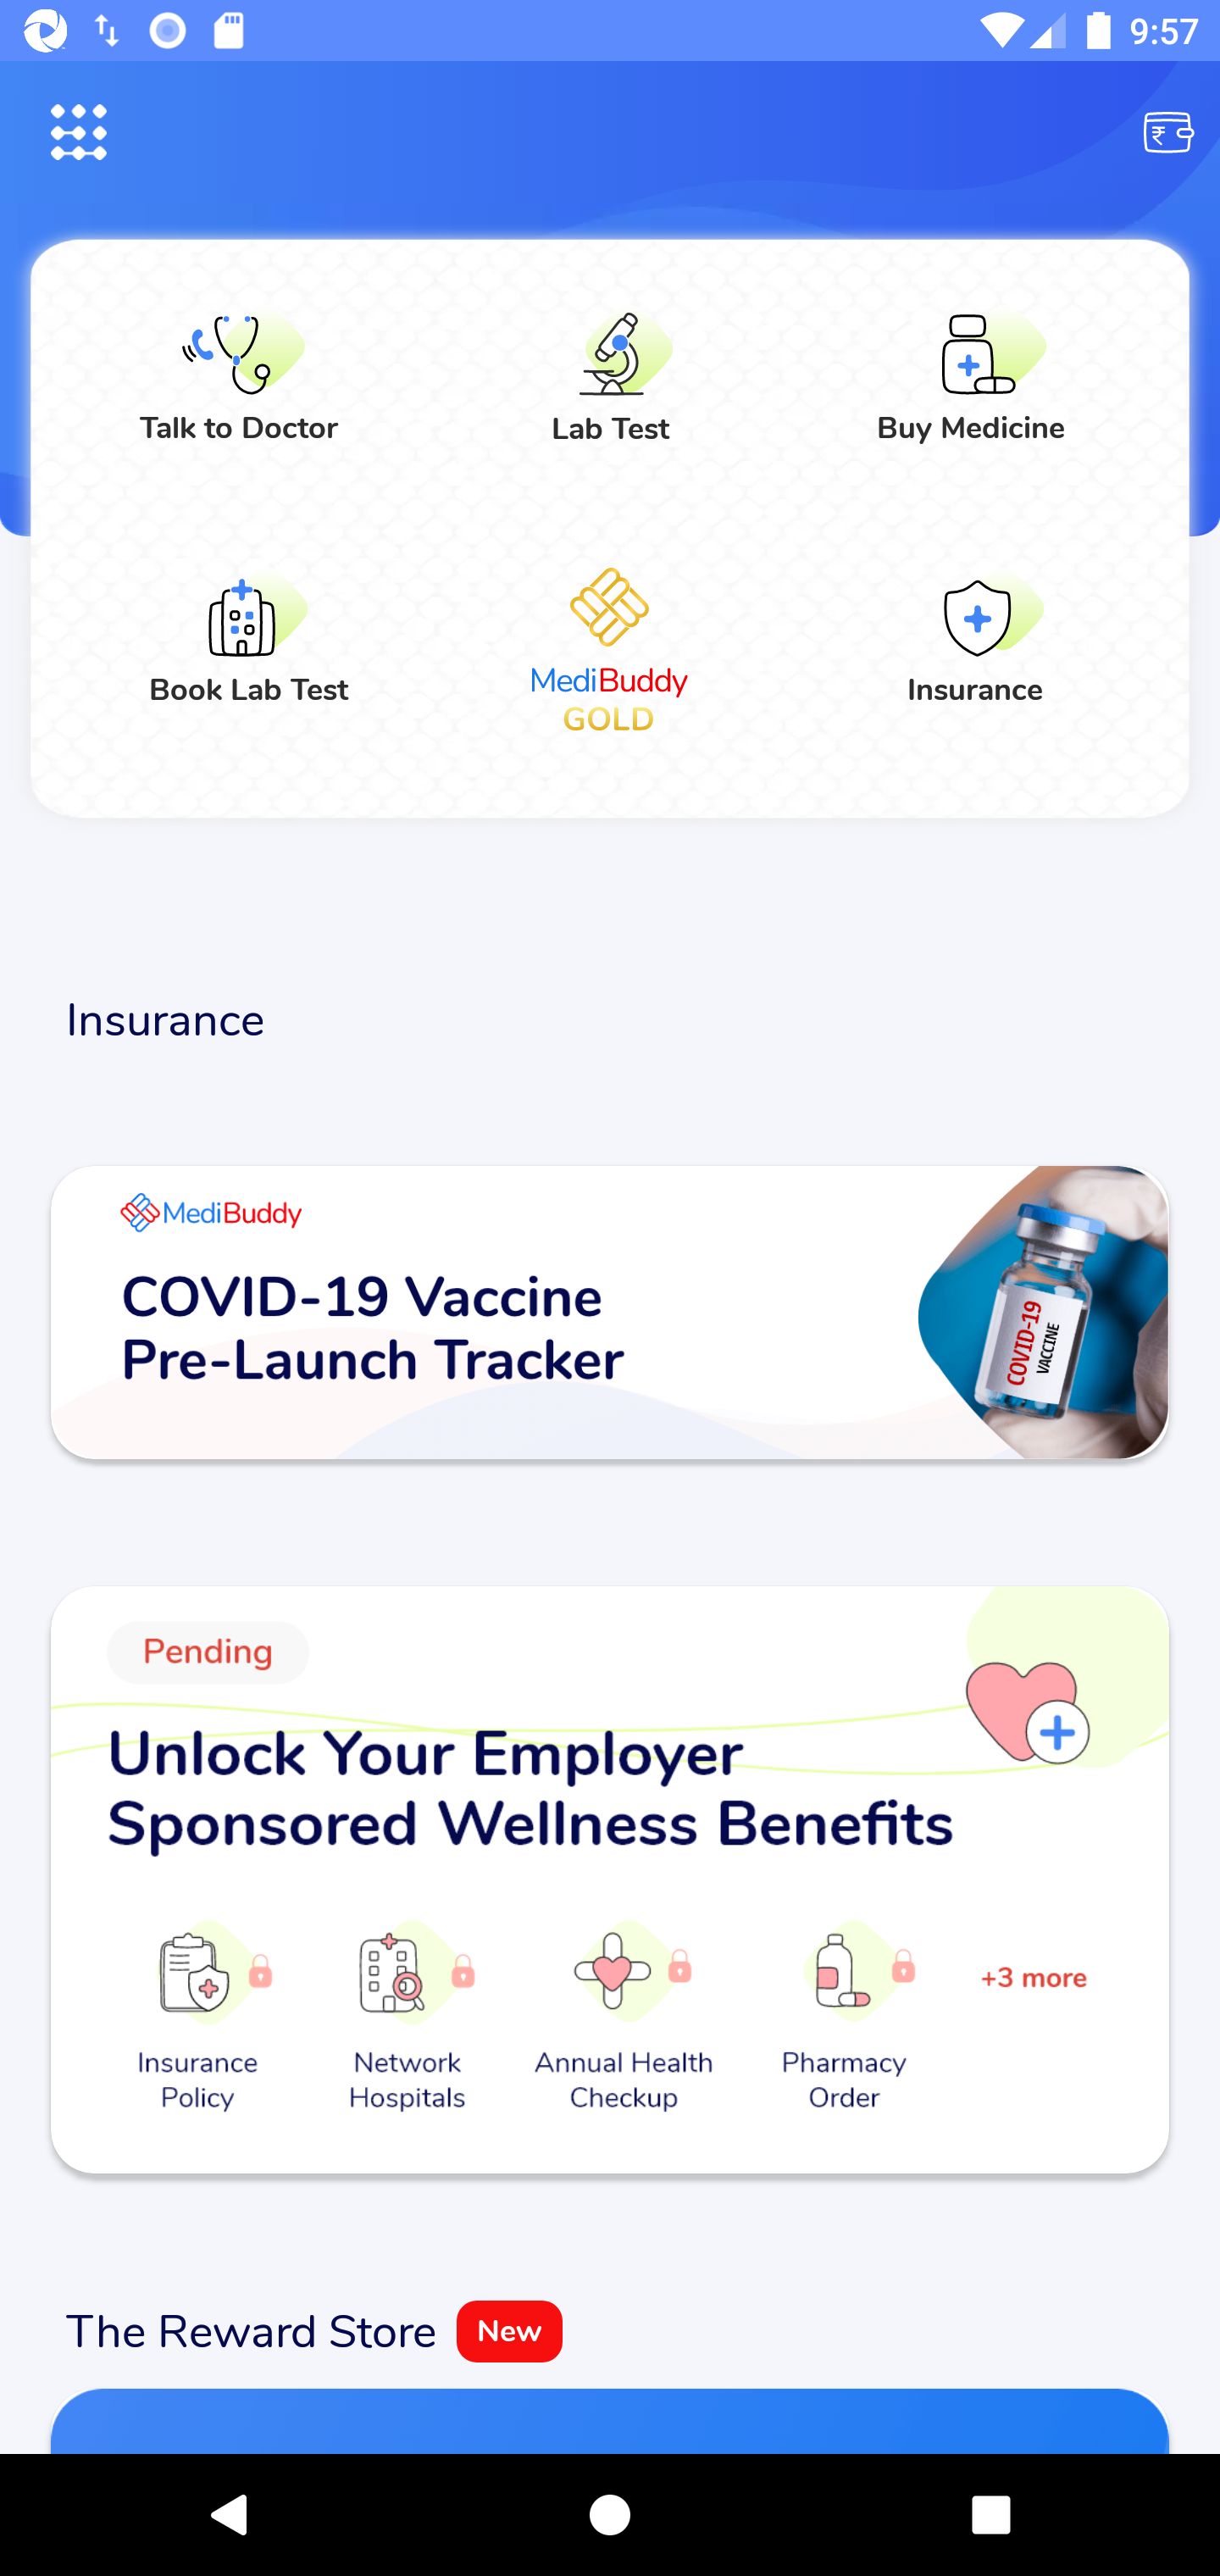 9:57
Talk to Doctor
Lab Test
Buy Medicine
Book Lab Test
MediBuddy
GOLD
Insurance
Insurance
MediBuddy
COVID-19 Vaccine
Pre-Launch Tracker
COVID-19
VACCINE
Pending
Unlock Your Employer
Sponsored Wellness Benefits
+3 more
Insurance
Policy
Network
Hospitals
Annual Health
Checkup
Pharmacy
Order
The Reward Store New